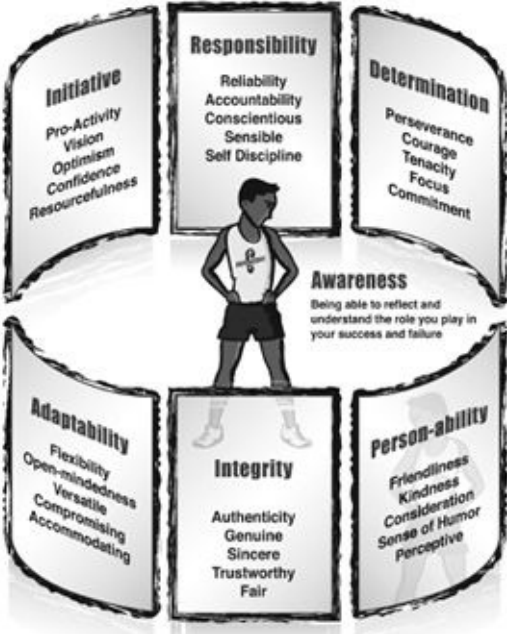 Initiative
Pro-Activity
Vision
Optimism
Confidence
Resourcefulness
Responsibility
Reliability
Accountability
Conscientious
Sensible
Self Discipline
Determination
Perseverance
Courage
Tenacity
Focus
Commitment
Awareness
Being able to reflect and
understand the role you play in
your success and failure
Adaptability
Flexibility
Open-mindedness
Versatile
Compromising
Accommodating
Integrity
Authenticity
Genuine
Sincere
Trustworthy
Fair
Person-ability
Friendliness
Kindness
Consideration
Sense of Humor
Perceptive